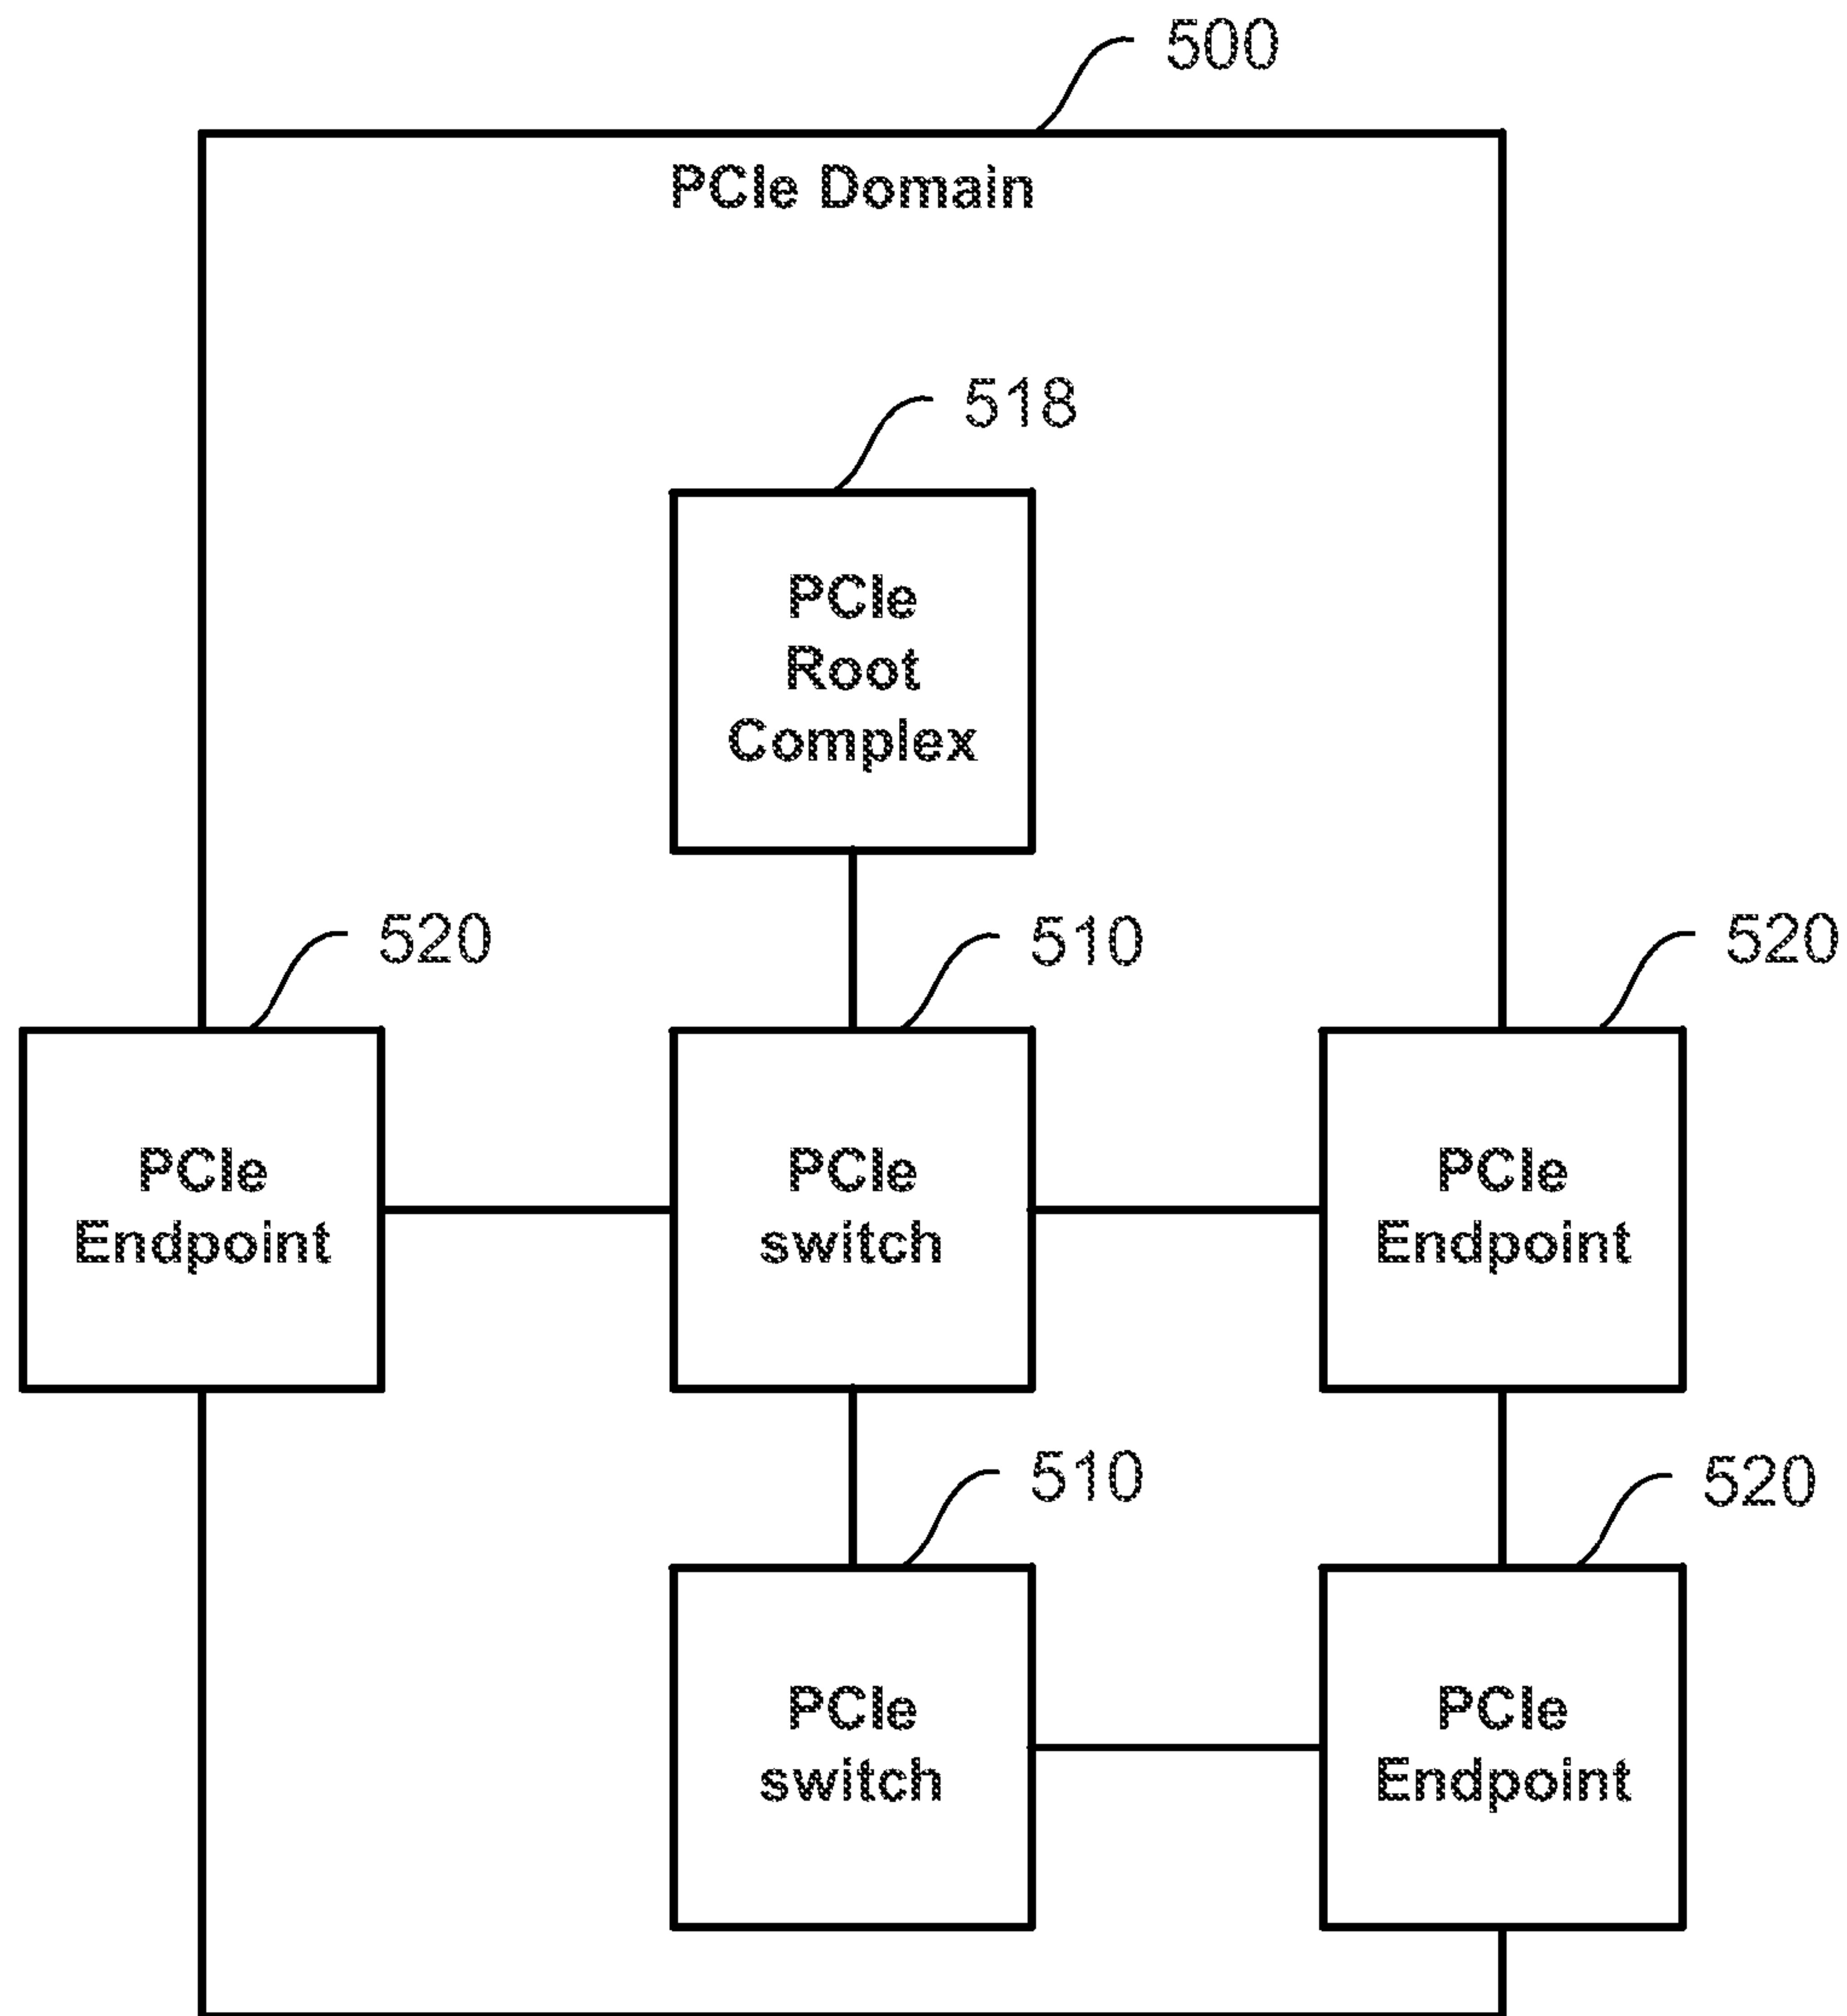 500
PCIe Domain
518
PCIe
Root
Complex
520
510
520
PCIe
Endpoint
PCIe
switch
PCIe
Endpoint
510
520
PCIe
switch
PCIe
Endpoint